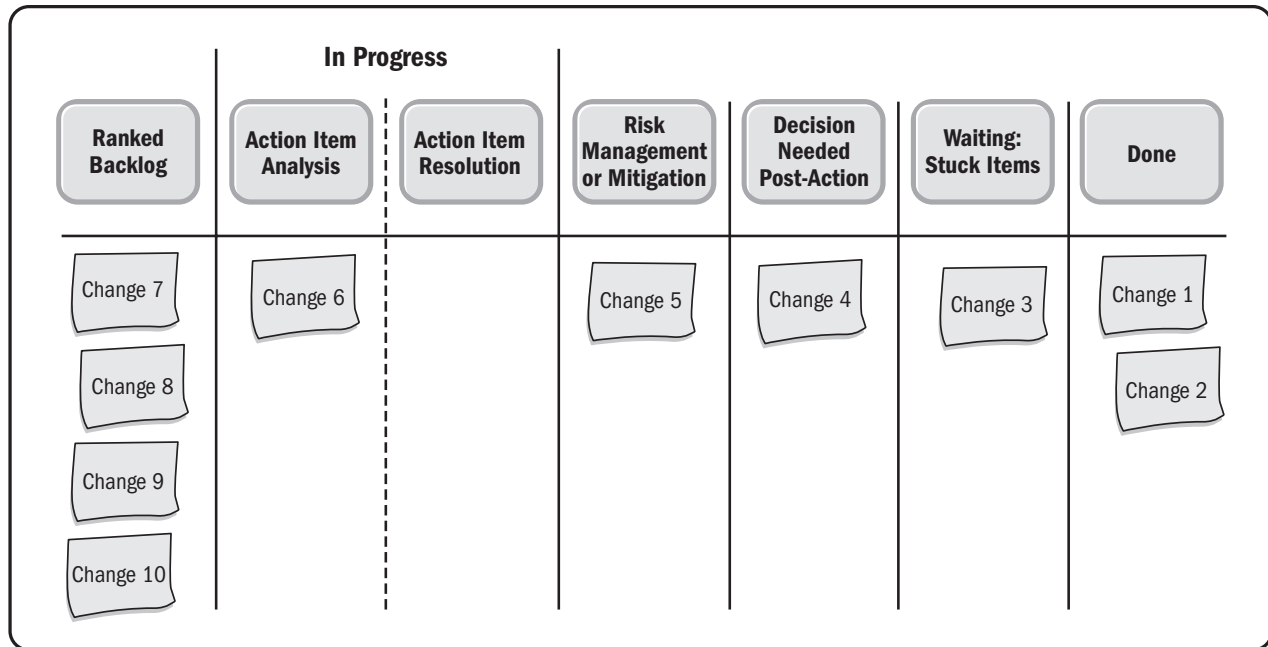 In Progress
Ranked
Backlog
Action Item
Analysis
Action Item
Resolution
Risk
Management
or Mitigation
Decision
Needed
Post-Action
Waiting:
Stuck Items
Done
Change 7
Change 8
Change 9
Change 10
Change 6
Change 5
Change 4
Change 3
Change 1
Change 2